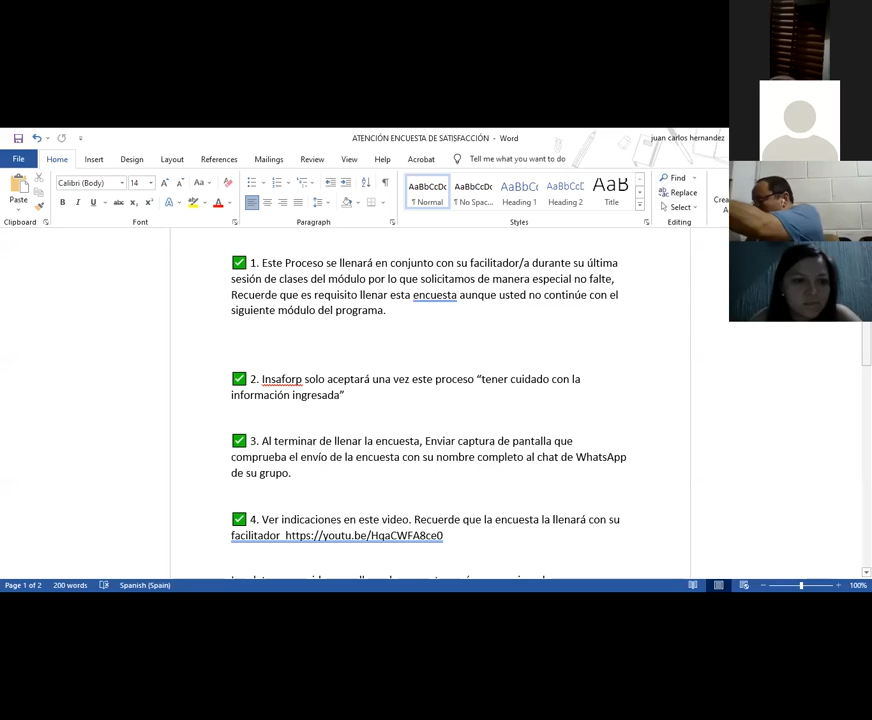 ATENCIÓN ENCUESTA DE SATISFACCIÓN - Word
juan carlos hernandez
File Home Insert Design Layout References Mailings Review View Help Acrobat Tell me what you want to do
Paste
Calibri (Body) 14
AaBbCcDc AaBbCcDc AaBbCc AaBbCcC AaB
¶ Normal ¶ No Spac... Heading 1 Heading 2 Title
Find
Replace
Select
Crea
A
Clipboard Font Paragraph Styles Editing
✅ 1. Este Proceso se llenará en conjunto con su facilitador/a durante su última
sesión de clases del módulo por lo que solicitamos de manera especial no falte,
Recuerde que es requisito llenar esta encuesta aunque usted no continúe con el
siguiente módulo del programa.
✅ 2. Insaforp solo aceptará una vez este proceso “tener cuidado con la
información ingresada”
✅ 3. Al terminar de llenar la encuesta, Enviar captura de pantalla que
comprueba el envío de la encuesta con su nombre completo al chat de WhatsApp
de su grupo.
✅ 4. Ver indicaciones en este video. Recuerde que la encuesta la llenará con su
facilitador https://youtu.be/HqaCWFA8ce0
Page 1 of 2 200 words Spanish (Spain) 100%